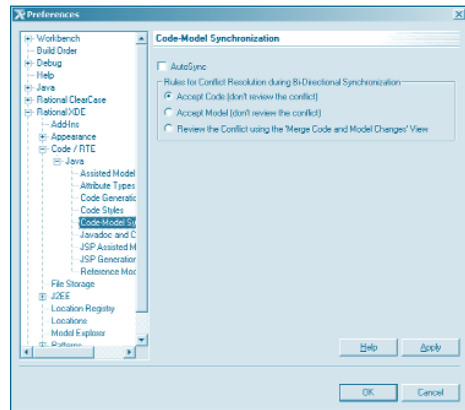 Preferences
Workbench
Build Order
Debug
Help
Java
Rational ClearCase
Rational XDE
Add-Ins
Appearance
Code / RTE
Java
Assisted Model
Attribute Types
Code Generatic
Code Styles
Code-Model Sy
Javadoc and C
JSP Assisted M
JSP Generation
Reference Moc
File Storage
J2EE
Location Registry
Locations
Model Explorer
Patterns
Code-Model Synchronization
AutoSync
Rules for Conflict Resolution during Bi-Directional Synchronization
Accept Code (don't review the conflict)
Accept Model (don't review the conflict)
Review the Conflict using the 'Merge Code and Model Changes' View
Help
Apply
OK
Cancel